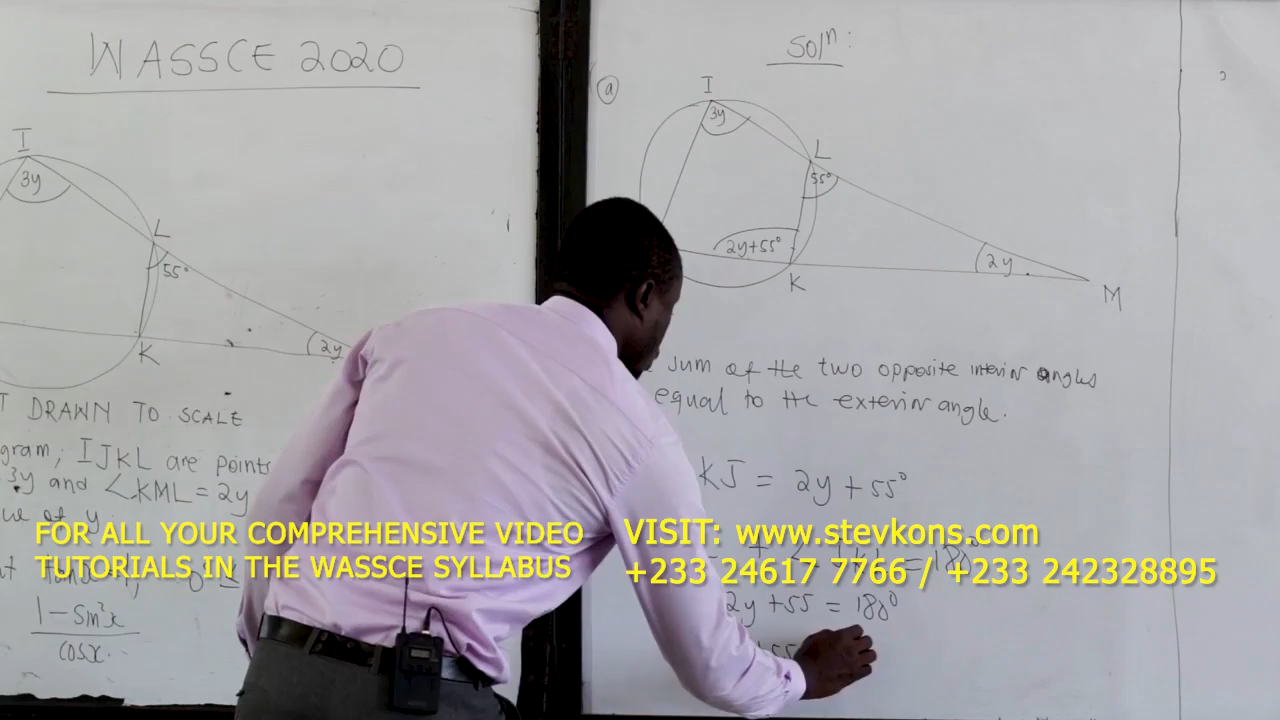 WASSCE 2020
I
3y
L
55°
K
2y
DRAWN TO SCALE
IJKL are points
3y and ∠KML = 2y
of y
1 - Sin²x
cosx
Solⁿ:
a
I
3y
L
55°
2y+55°
K
2y
M
sum of the two opposite interior angles
equal to the exterior angle.
KJ = 2y + 55°
= 180°
2y + 55 = 180°
FOR ALL YOUR COMPREHENSIVE VIDEO
TUTORIALS IN THE WASSCE SYLLABUS
VISIT: www.stevkons.com
+233 24617 7766 / +233 242328895